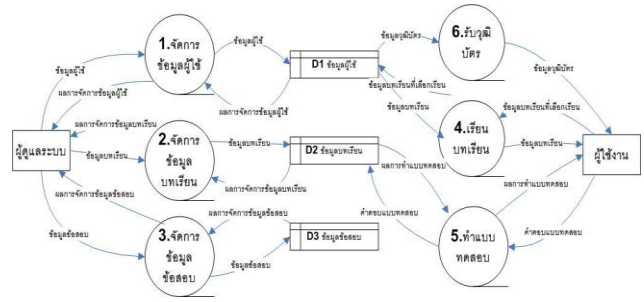 1.จัดการ
ข้อมูลผู้ใช้
ข้อมูลผู้ใช้
ข้อมูลผู้ใช้
ผลการจัดการข้อมูลผู้ใช้
ผลการจัดการข้อมูลผู้ใช้
D1 ข้อมูลผู้ใช้
ข้อมูลวุฒิบัตร
6.รับวุฒิ
บัตร
ข้อมูลวุฒิบัตร
ข้อมูลบทเรียนที่เลือกเรียน
ข้อมูลบทเรียนที่เลือกเรียน
ข้อมูลบทเรียน
ผลการจัดการข้อมูลบทเรียน
ผู้ดูแลระบบ
ข้อมูลบทเรียน
2.จัดการ
ข้อมูล
บทเรียน
ข้อมูลบทเรียน
D2 ข้อมูลบทเรียน
ผลการจัดการข้อมูลบทเรียน
4.เรียน
บทเรียน
ข้อมูลบทเรียน
ผู้ใช้งาน
ผลการทำแบบทดสอบ
ผลการทำแบบทดสอบ
ผลการจัดการข้อมูลข้อสอบ
ผลการจัดการข้อมูลข้อสอบ
คำตอบแบบทดสอบ
คำตอบแบบทดสอบ
3.จัดการ
ข้อมูล
ข้อสอบ
ข้อมูลข้อสอบ
ข้อมูลข้อสอบ
D3 ข้อมูลข้อสอบ
5.ทำแบบ
ทดสอบ